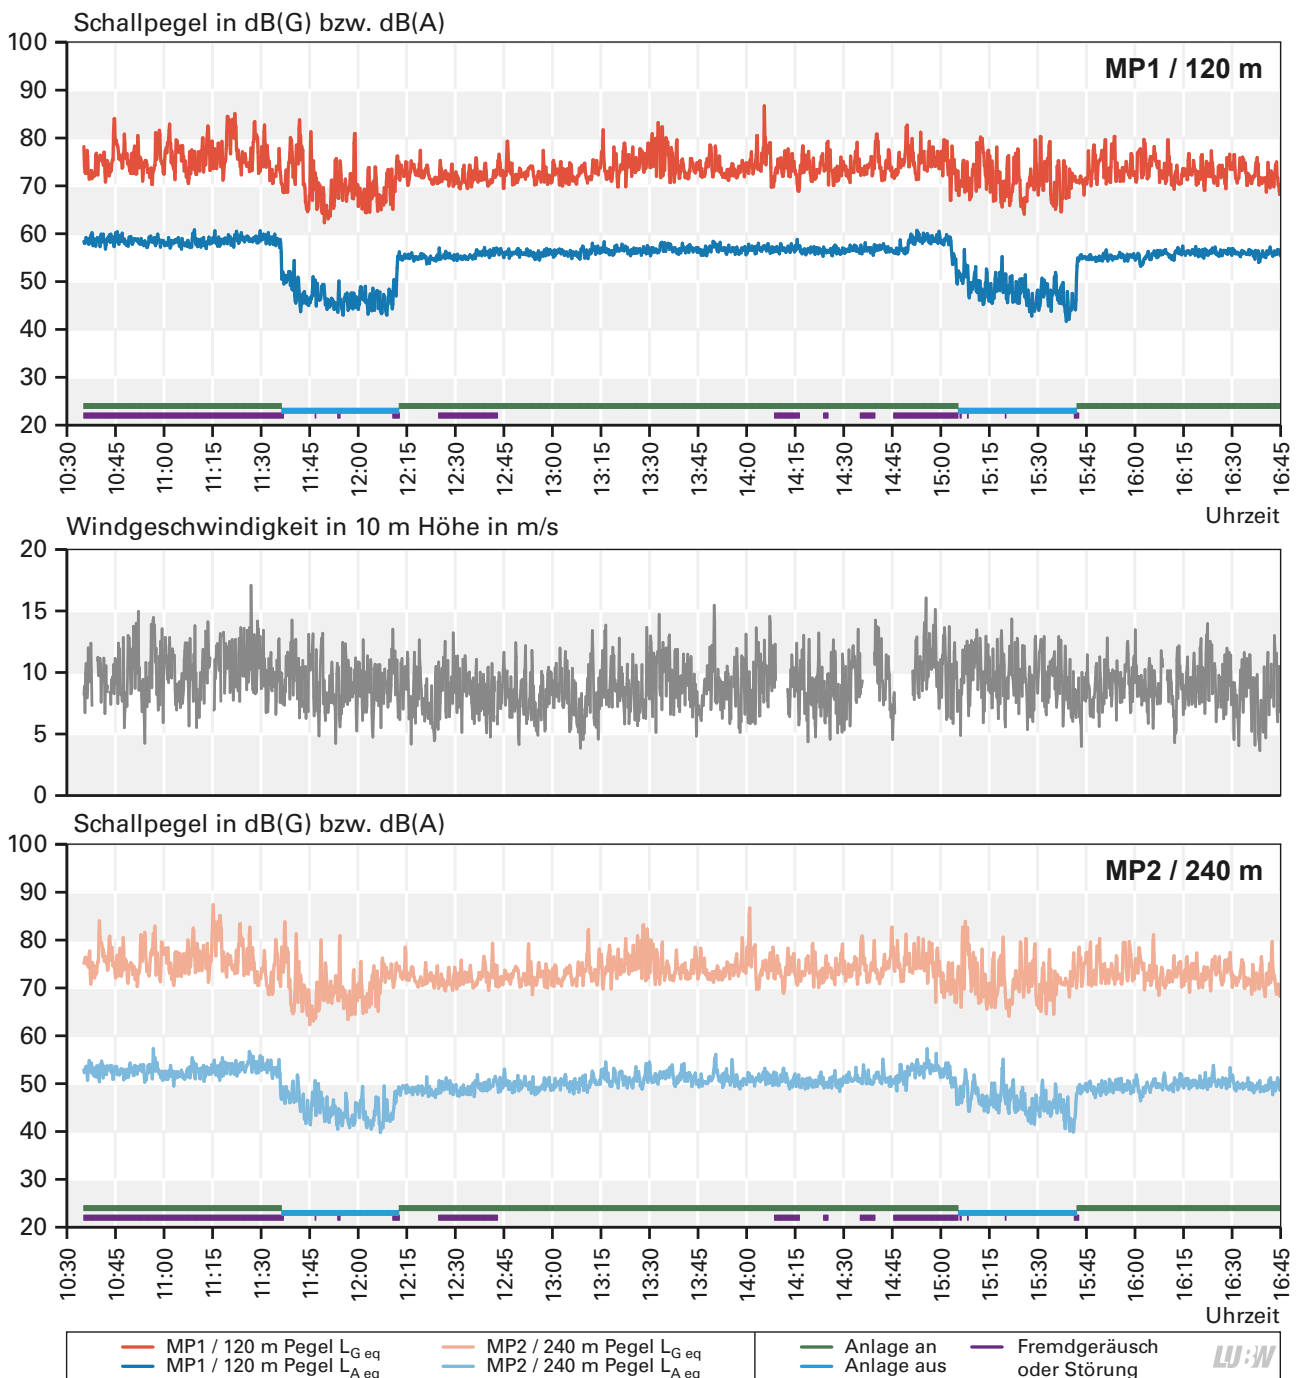 Schallpegel in dB(G) bzw. dB(A)
MP1 / 120 m
100
90
80
70
60
50
40
30
20
10:30 10:45 11:00 11:15 11:30 11:45 12:00 12:15 12:30 12:45 13:00 13:15 13:30 13:45 14:00 14:15 14:30 14:45 15:00 15:15 15:30 15:45 16:00 16:15 16:30 16:45
Uhrzeit
Windgeschwindigkeit in 10 m Höhe in m/s
20
15
10
5
0
Schallpegel in dB(G) bzw. dB(A)
MP2 / 240 m
100
90
80
70
60
50
40
30
20
10:30 10:45 11:00 11:15 11:30 11:45 12:00 12:15 12:30 12:45 13:00 13:15 13:30 13:45 14:00 14:15 14:30 14:45 15:00 15:15 15:30 15:45 16:00 16:15 16:30 16:45
Uhrzeit
MP1 / 120 m Pegel L G eq
MP1 / 120 m Pegel L A eq
MP2 / 240 m Pegel L G eq
MP2 / 240 m Pegel L A eq
Anlage an
Anlage aus
Fremdgeräusch
oder Störung
LUBW